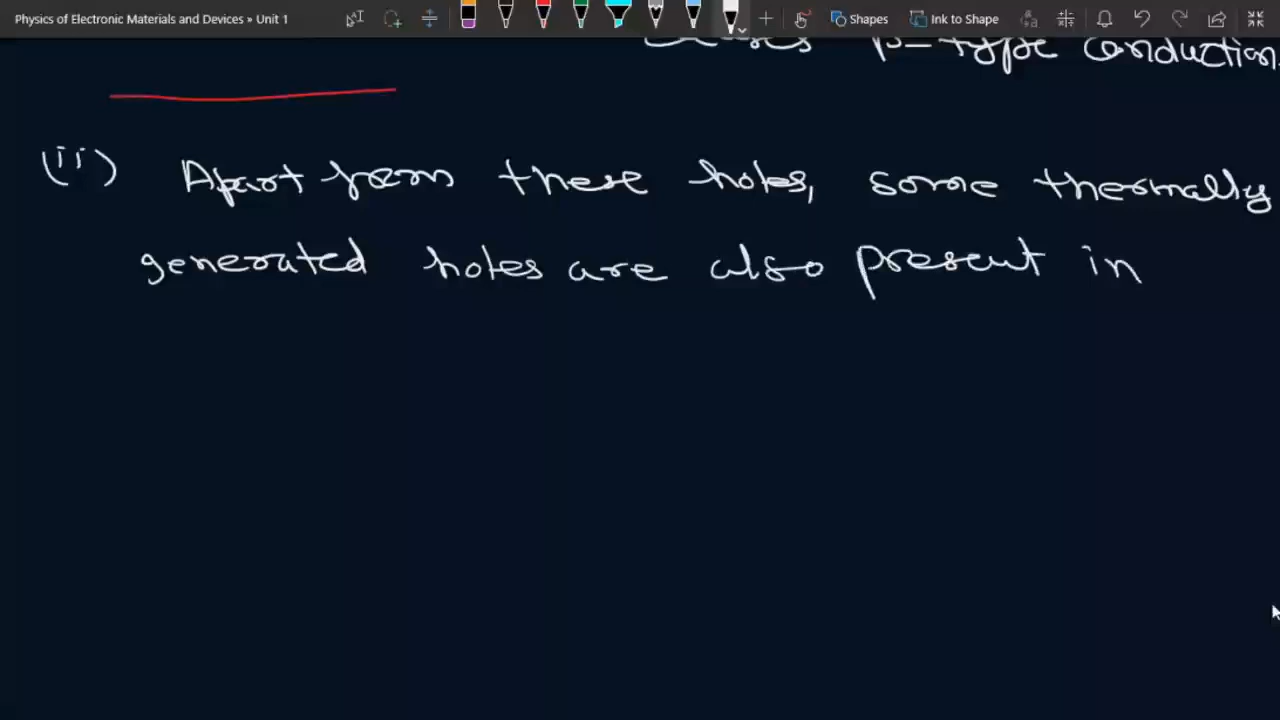 Physics of Electronic Materials and Devices » Unit 1
Shapes
Ink to Shape
p-type conduction.
(ii) Apart from these holes, some thermally
generated holes are also present in